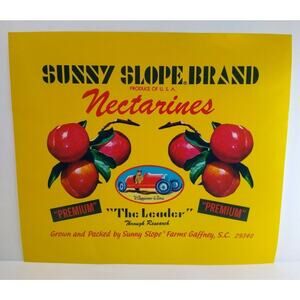 SUNNY SLOPE® BRAND
PRODUCE OF U.S.A.
Nectarines
"PREMIUM"
"PREMIUM"
"The Leader"
Through Research
Grown and Packed by Sunny Slope Farms Gaffney, S.C. 29340